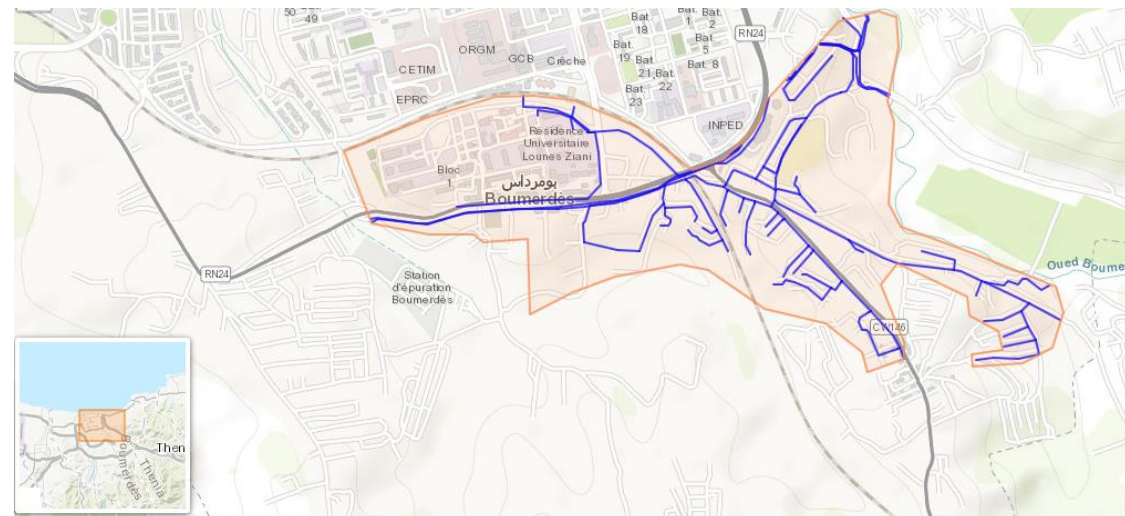 50
49
Bat.
18
Bat.
1
Bat.
2
RN24
ORGM
GCB
Crèche
Bat.
19
Bat.
21
Bat.
22
Bat.
5
Bat. 8
CETIM
EPRC
Bat.
23
INPED
Résidence
Universitaire
Lounes Ziani
Bloc
1
بومرداس
Boumerdès
RN24
Station
d'épuration
Boumerdès
Oued Boume
CW146
Then
Boumerdès
Thenia